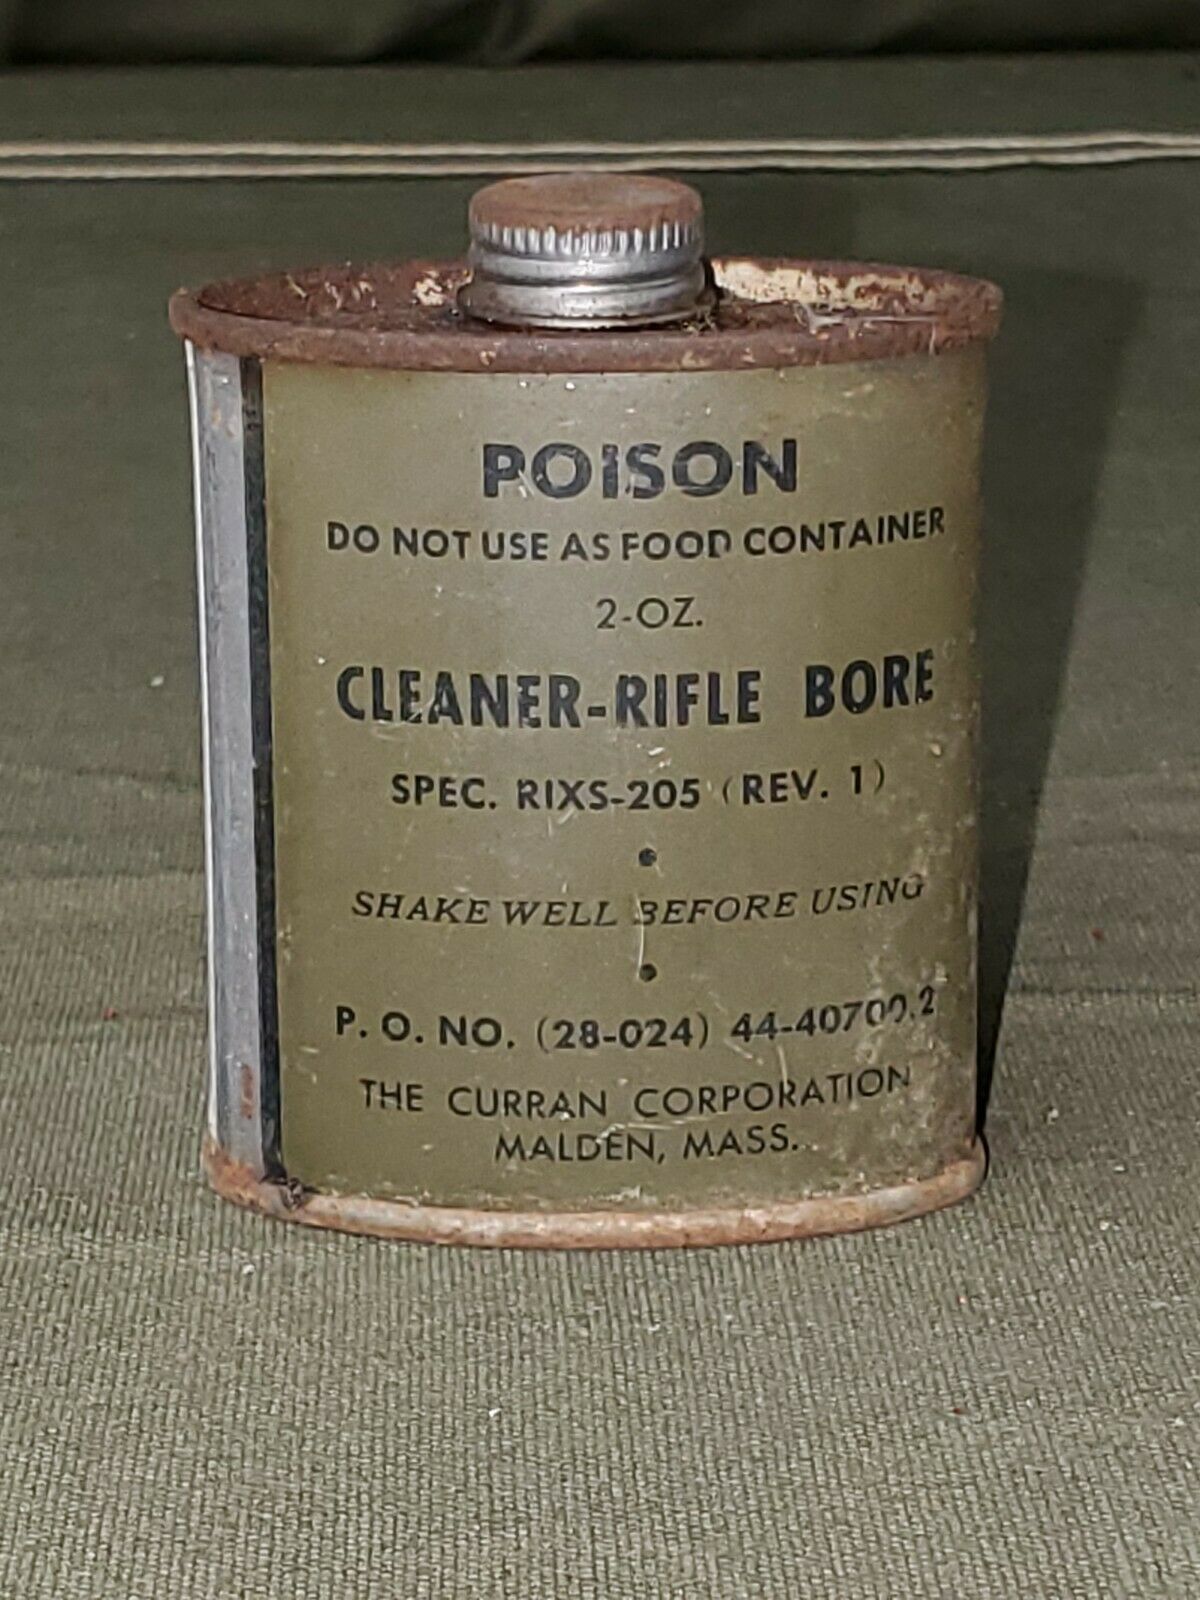 POISON
DO NOT USE AS FOOD CONTAINER
2-OZ.
CLEANER-RIFLE BORE
SPEC. RIXS-205 (REV. 1)
•
SHAKE WELL BEFORE USING
•
P. O. NO. (28-024) 44-40700.2
THE CURRAN CORPORATION
MALDEN, MASS.